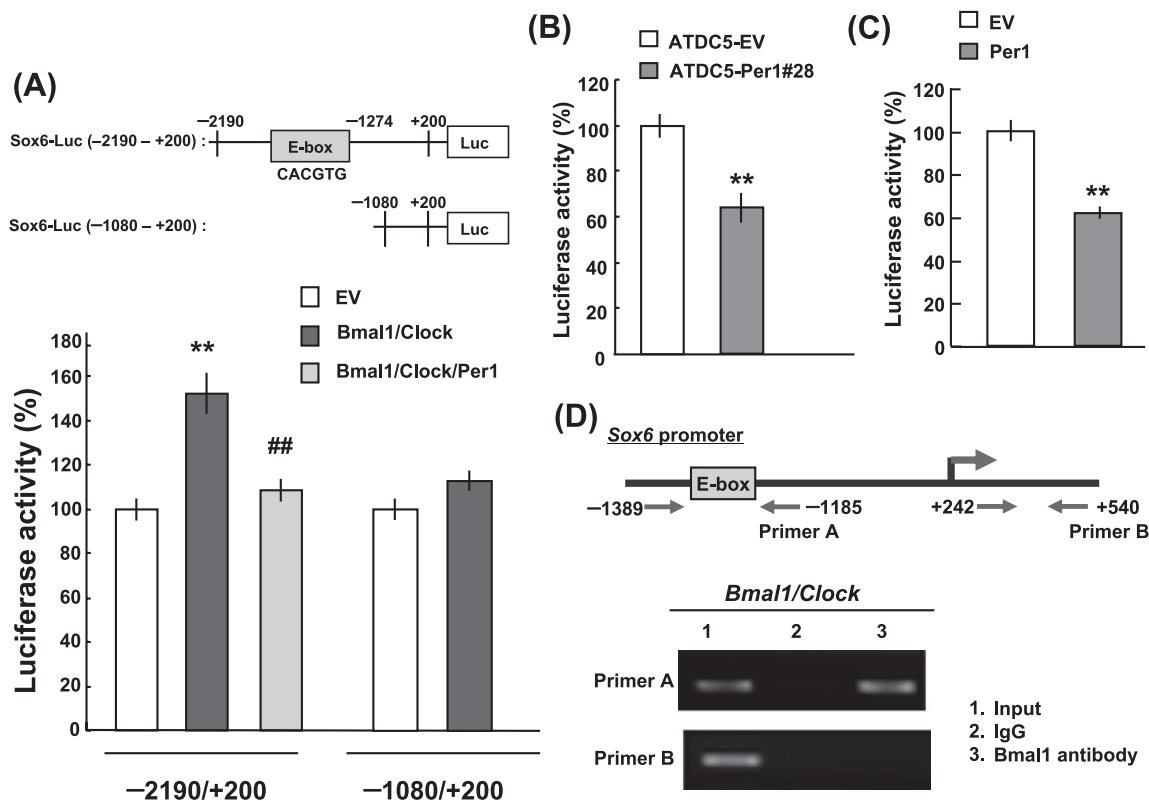 (A)
−2190
−1274
+200
Sox6-Luc (−2190 – +200) :
E-box
Luc
CACGTG
−1080
+200
Sox6-Luc (−1080 – +200) :
Luc
EV
Bmal1/Clock
Bmal1/Clock/Per1
Luciferase activity (%)
180
160
140
120
100
80
60
40
20
0
**
##
−2190/+200
−1080/+200
(B)
ATDC5-EV
ATDC5-Per1#28
Luciferase activity (%)
120
100
80
60
40
20
0
**
(C)
EV
Per1
Luciferase activity (%)
120
100
80
60
40
20
0
**
(D)
Sox6 promoter
E-box
−1389
−1185
+242
+540
Primer A
Primer B
Bmal1/Clock
1 2 3
Primer A
Primer B
1. Input
2. IgG
3. Bmal1 antibody